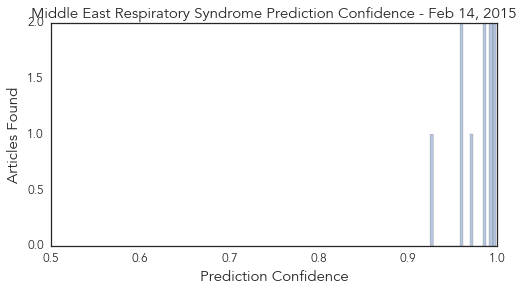 Middle East Respiratory Syndrome Prediction Confidence - Feb 14, 2015
2.0
1.5
1.0
0.5
0.0
Articles Found
0.5 0.6 0.7 0.8 0.9 1.0
Prediction Confidence